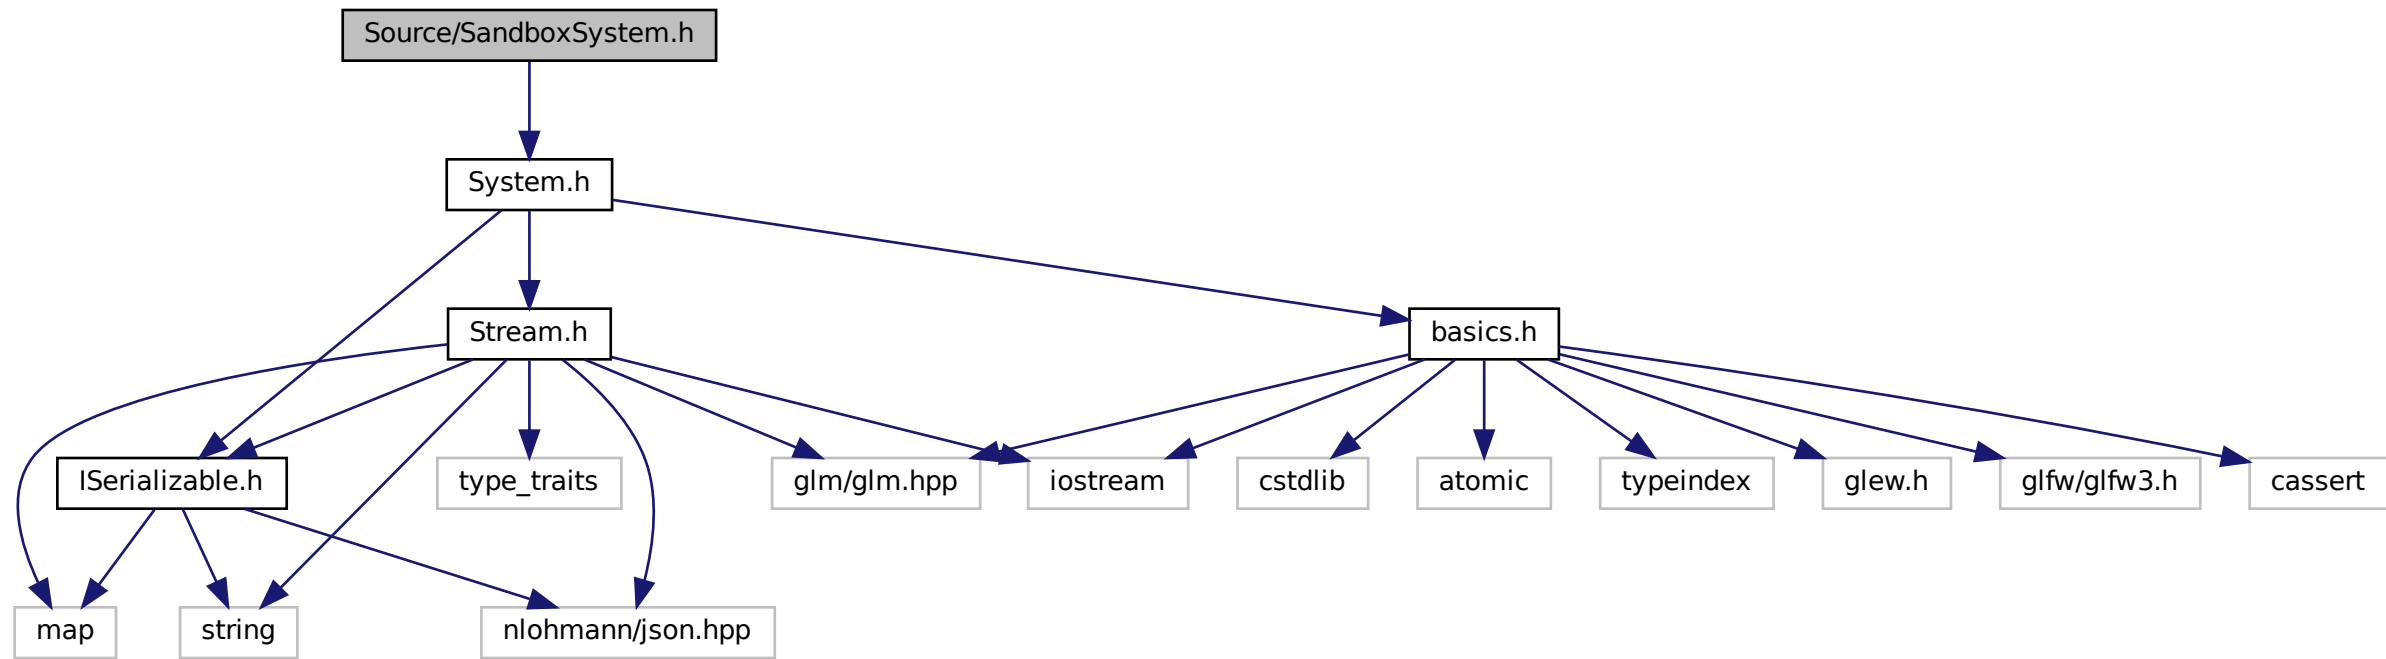 Source/SandboxSystem.h
System.h
Stream.h
basics.h
ISerializable.h
type_traits
glm/glm.hpp
iostream
cstdlib
atomic
typeindex
glew.h
glfw/glfw3.h
cassert
map
string
nlohmann/json.hpp